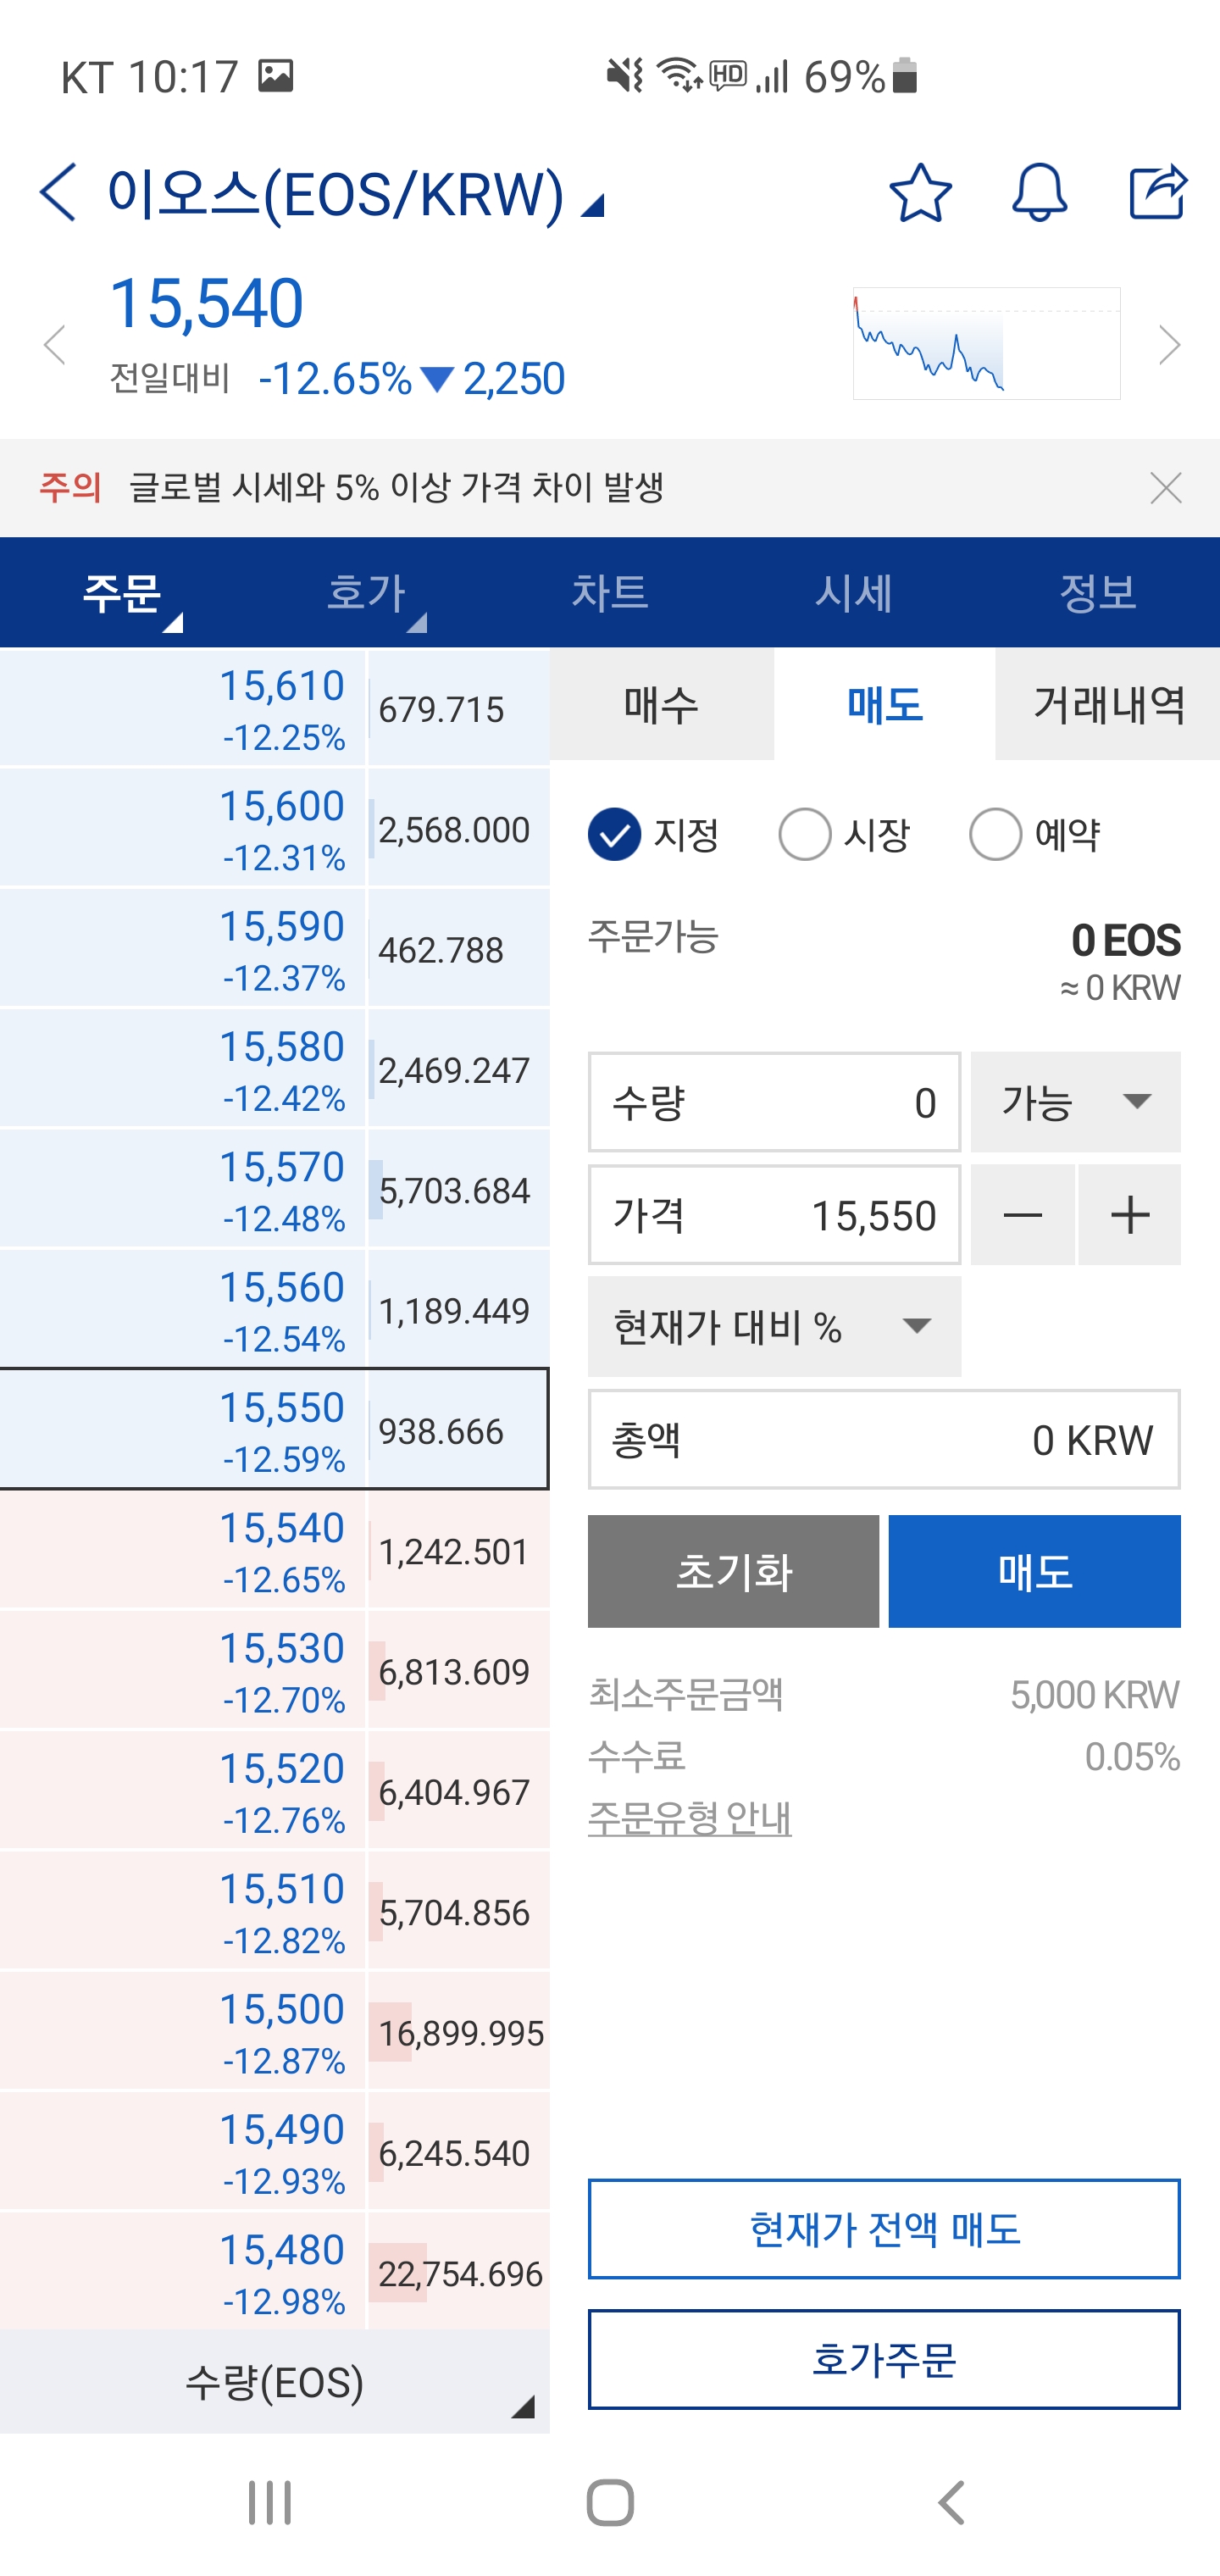 KT 10:17 HD 69%
이오스(EOS/KRW)
15,540
전일대비 -12.65% ▼ 2,250
주의 글로벌 시세와 5% 이상 가격 차이 발생
주문 호가 차트 시세 정보
15,610 679.715
-12.25%
15,600 2,568.000
-12.31%
15,590 462.788
-12.37%
15,580 2,469.247
-12.42%
15,570 5,703.684
-12.48%
15,560 1,189.449
-12.54%
15,550 938.666
-12.59%
15,540 1,242.501
-12.65%
15,530 6,813.609
-12.70%
15,520 6,404.967
-12.76%
15,510 5,704.856
-12.82%
15,500 16,899.995
-12.87%
15,490 6,245.540
-12.93%
15,480 22,754.696
-12.98%
수량(EOS)
매수 매도 거래내역
지정 시장 예약
주문가능 0 EOS
≈ 0 KRW
수량 0 가능
가격 15,550 — +
현재가 대비 %
총액 0 KRW
초기화 매도
최소주문금액 5,000 KRW
수수료 0.05%
주문유형 안내
현재가 전액 매도
호가주문